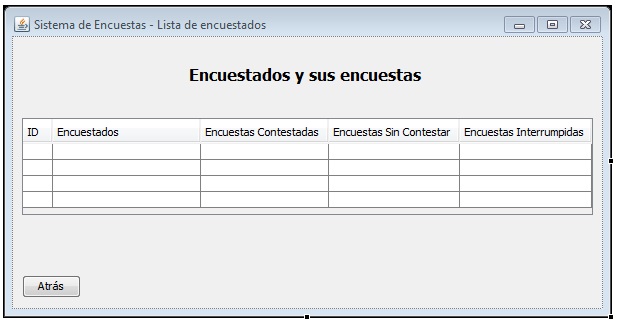 Sistema de Encuestas - Lista de encuestados
Encuestados y sus encuestas
ID Encuestados Encuestas Contestadas Encuestas Sin Contestar Encuestas Interrumpidas
Atrás